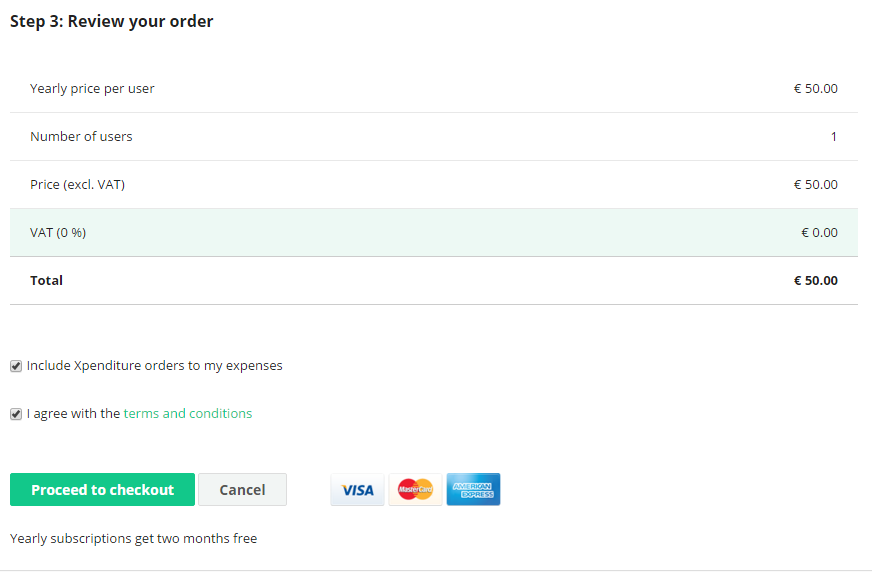 Step 3: Review your order
Yearly price per user € 50.00
Number of users 1
Price (excl. VAT) € 50.00
VAT (0 %) € 0.00
Total € 50.00
Include Xpenditure orders to my expenses
I agree with the terms and conditions
Proceed to checkout Cancel VISA MasterCard AMERICAN EXPRESS
Yearly subscriptions get two months free